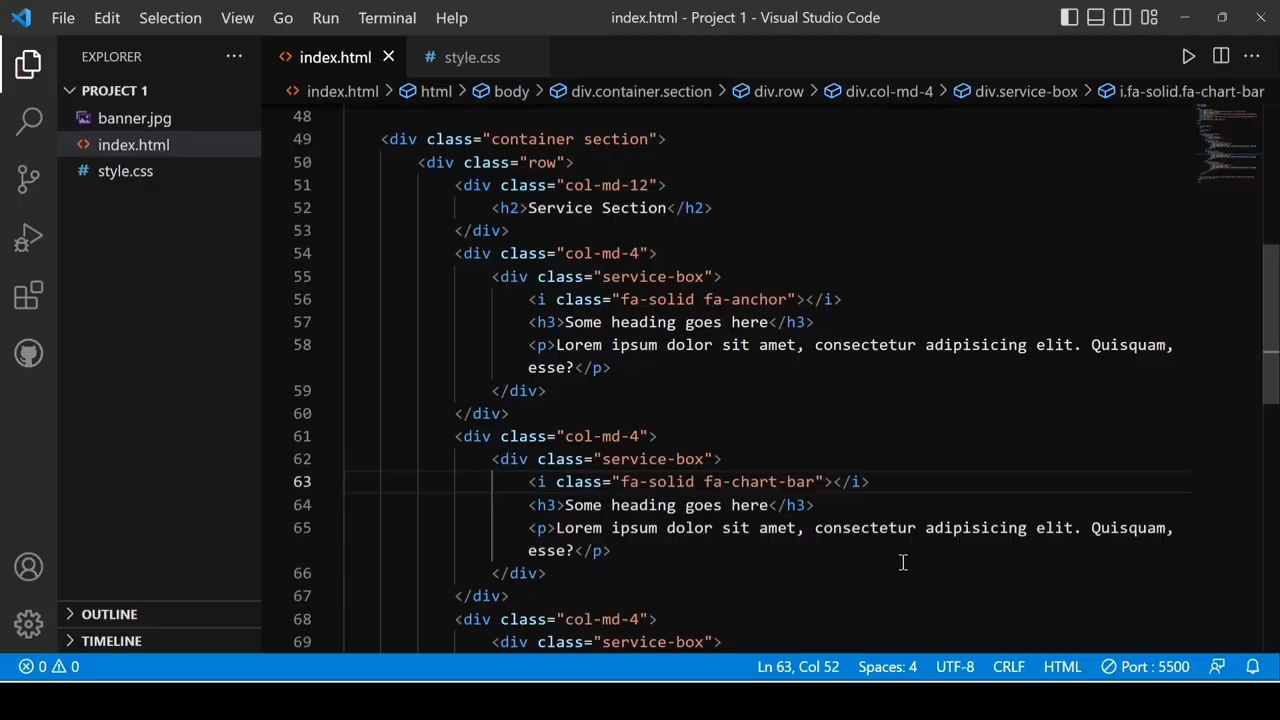 File Edit Selection View Go Run Terminal Help index.html - Project 1 - Visual Studio Code
EXPLORER
PROJECT 1
banner.jpg
index.html
style.css
OUTLINE
TIMELINE
index.html style.css
index.html html body div.container.section div.row div.col-md-4 div.service-box i.fa-solid.fa-chart-bar
48
49 <div class="container section">
50 <div class="row">
51 <div class="col-md-12">
52 <h2>Service Section</h2>
53 </div>
54 <div class="col-md-4">
55 <div class="service-box">
56 <i class="fa-solid fa-anchor"></i>
57 <h3>Some heading goes here</h3>
58 <p>Lorem ipsum dolor sit amet, consectetur adipisicing elit. Quisquam,
esse?</p>
59 </div>
60 </div>
61 <div class="col-md-4">
62 <div class="service-box">
63 <i class="fa-solid fa-chart-bar"></i>
64 <h3>Some heading goes here</h3>
65 <p>Lorem ipsum dolor sit amet, consectetur adipisicing elit. Quisquam,
esse?</p>
66 </div>
67 </div>
68 <div class="col-md-4">
69 <div class="service-box">
0 0 Ln 63, Col 52 Spaces: 4 UTF-8 CRLF HTML Port : 5500